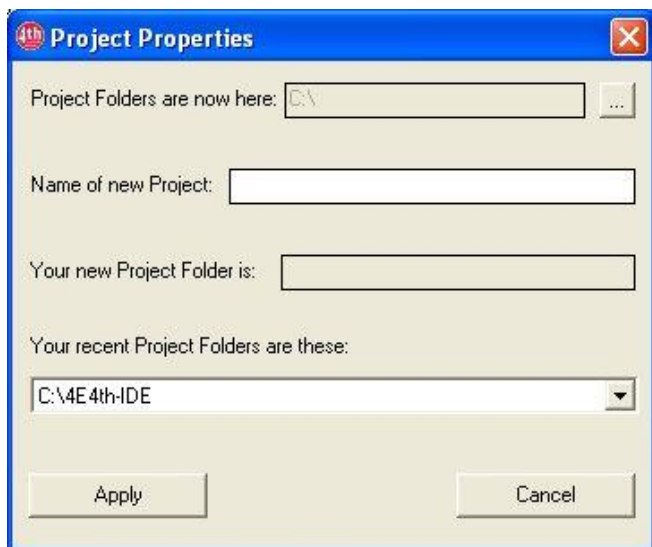 4th Project Properties
Project Folders are now here: C:\ ...
Name of new Project:
Your new Project Folder is:
Your recent Project Folders are these:
C:\4E4th-IDE
Apply Cancel